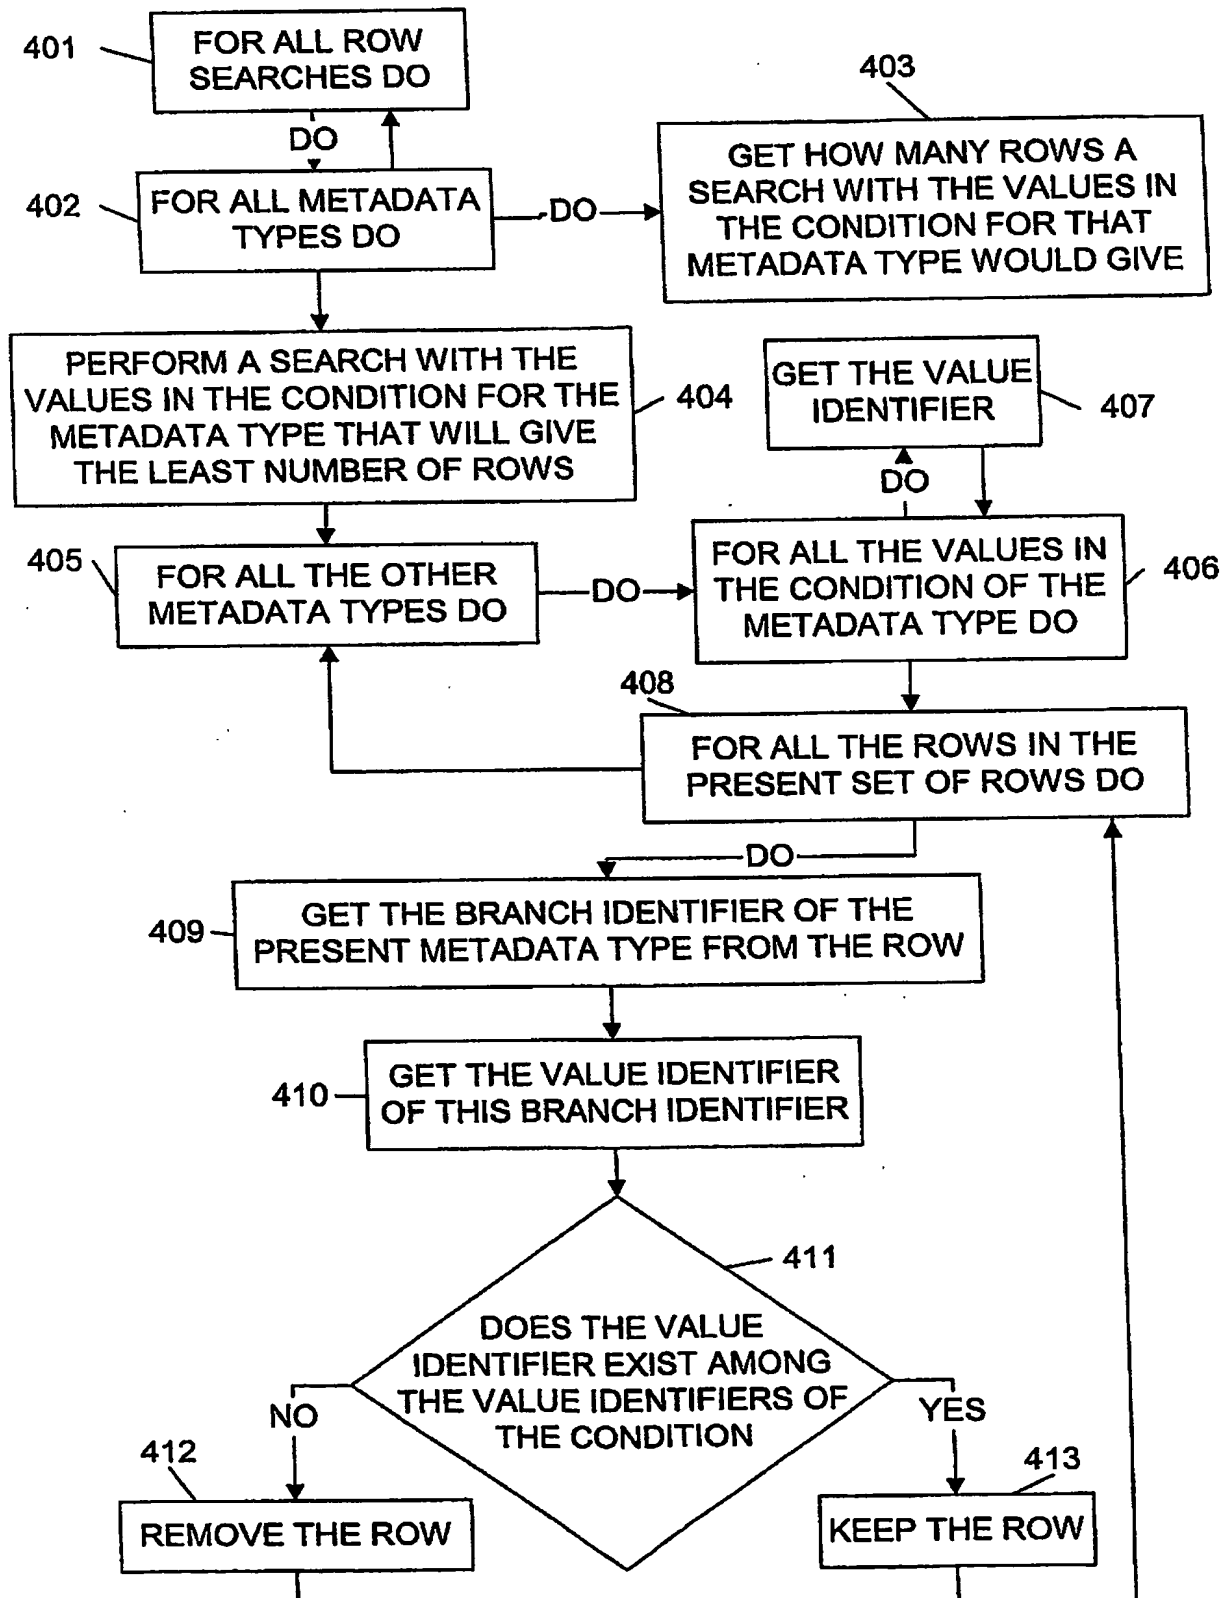 401
FOR ALL ROW
SEARCHES DO
DO
403
402
FOR ALL METADATA
TYPES DO
DO
GET HOW MANY ROWS A
SEARCH WITH THE VALUES IN
THE CONDITION FOR THAT
METADATA TYPE WOULD GIVE
PERFORM A SEARCH WITH THE
VALUES IN THE CONDITION FOR THE
METADATA TYPE THAT WILL GIVE
THE LEAST NUMBER OF ROWS
404
GET THE VALUE
IDENTIFIER
407
DO
405
FOR ALL THE OTHER
METADATA TYPES DO
DO
FOR ALL THE VALUES IN
THE CONDITION OF THE
METADATA TYPE DO
406
408
FOR ALL THE ROWS IN THE
PRESENT SET OF ROWS DO
DO
409
GET THE BRANCH IDENTIFIER OF THE
PRESENT METADATA TYPE FROM THE ROW
410
GET THE VALUE IDENTIFIER
OF THIS BRANCH IDENTIFIER
411
DOES THE VALUE
IDENTIFIER EXIST AMONG
THE VALUE IDENTIFIERS OF
THE CONDITION
NO
YES
412
REMOVE THE ROW
413
KEEP THE ROW